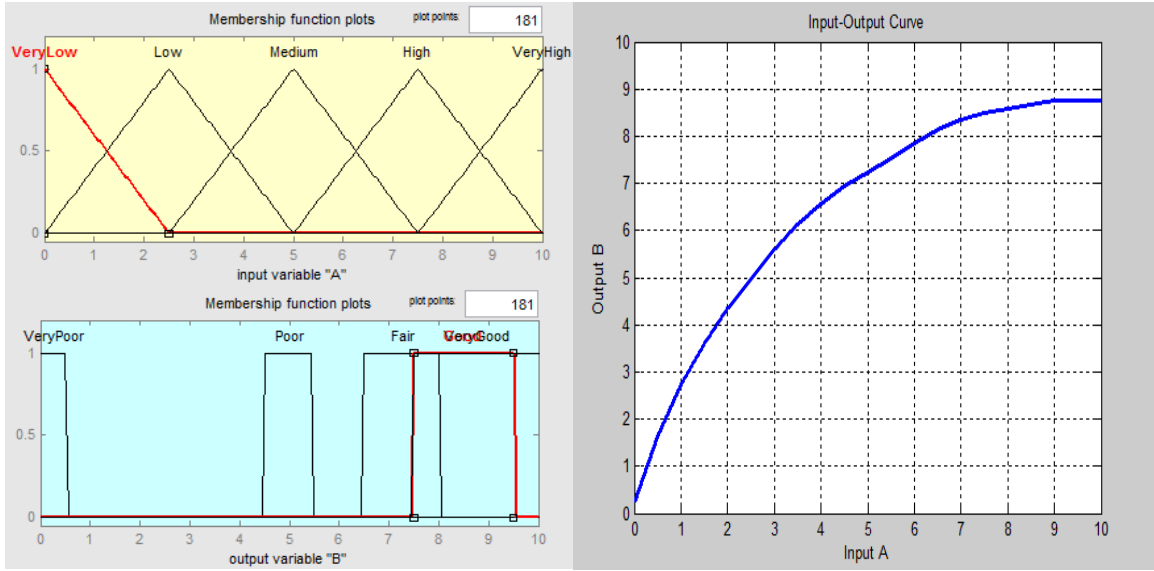 Membership function plots plot points: 181
VeryLow Low Medium High VeryHigh
1
0.5
0
0 1 2 3 4 5 6 7 8 9 10
input variable "A"
Membership function plots plot points: 181
VeryPoor Poor Fair Good VeryGood
1
0.5
0
0 1 2 3 4 5 6 7 8 9 10
output variable "B"
Input-Output Curve
10
9
8
7
6
5
4
3
2
1
0
Output B
0 1 2 3 4 5 6 7 8 9 10
Input A